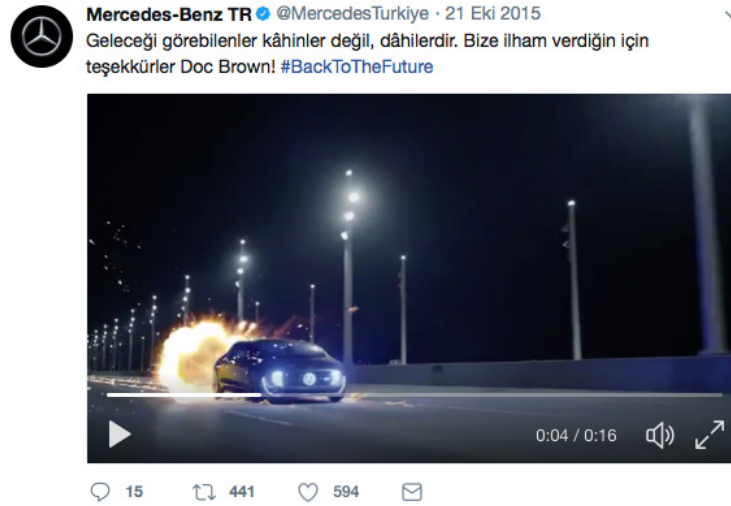 Mercedes-Benz TR @MercedesTurkiye · 21 Eki 2015
Geleceği görebilenler kâhinler değil, dâhilerdir. Bize ilham verdiğin için
teşekkürler Doc Brown! #BackToTheFuture
0:04 / 0:16
15 441 594